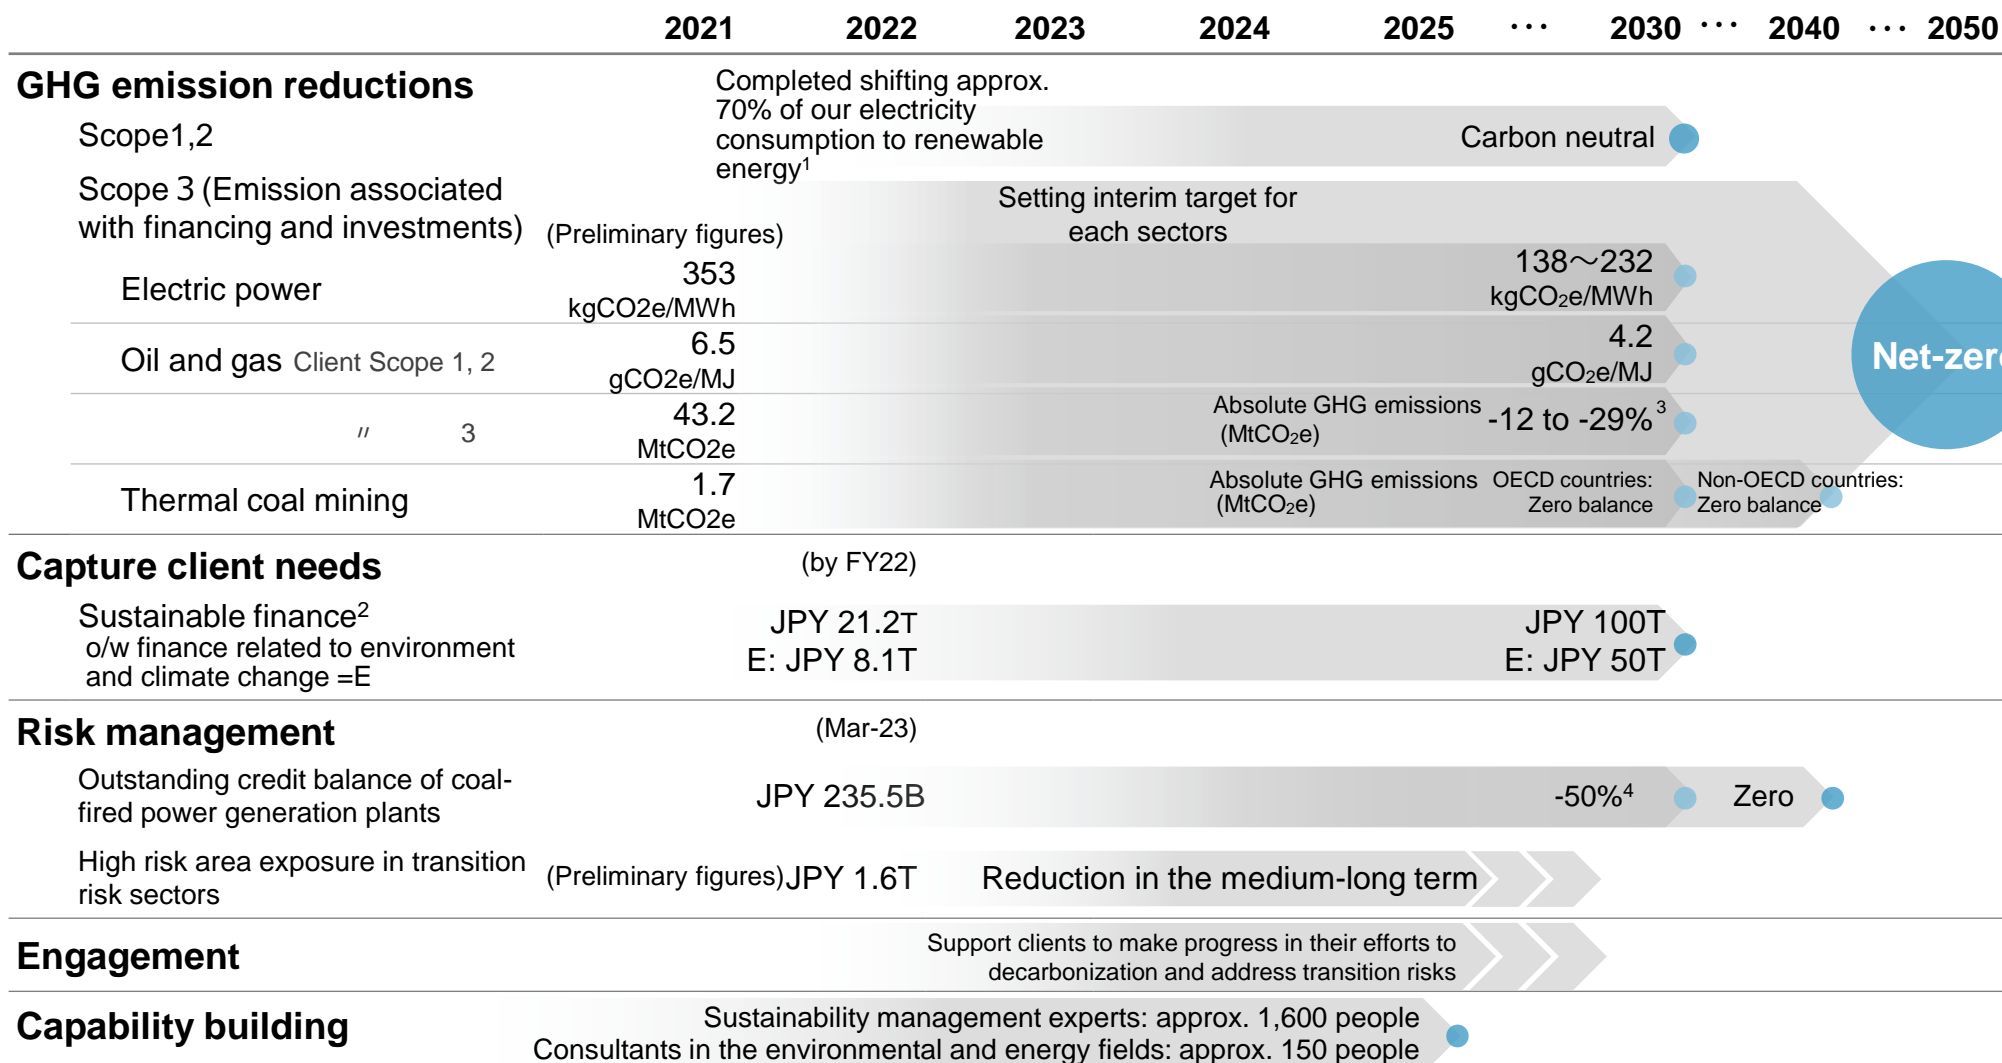 2021 2022 2023 2024 2025 ··· 2030 ··· 2040 ··· 2050
GHG emission reductions
Completed shifting approx.
70% of our electricity
consumption to renewable
energy1
Scope1,2
Carbon neutral
Scope 3 (Emission associated
with financing and investments)
(Preliminary figures)
Setting interim target for
each sectors
Electric power
353
kgCO2e/MWh
138～232
kgCO₂e/MWh
Oil and gas Client Scope 1, 2
6.5
gCO2e/MJ
4.2
gCO₂e/MJ
Net-zero
〃 3
43.2
MtCO2e
Absolute GHG emissions
(MtCO₂e)
-12 to -29%3
Thermal coal mining
1.7
MtCO2e
Absolute GHG emissions
(MtCO₂e)
OECD countries:
Zero balance
Non-OECD countries:
Zero balance
Capture client needs
(by FY22)
Sustainable finance2
o/w finance related to environment
and climate change =E
JPY 21.2T
E: JPY 8.1T
JPY 100T
E: JPY 50T
Risk management
(Mar-23)
Outstanding credit balance of coal-
fired power generation plants
JPY 235.5B
-50%4
Zero
High risk area exposure in transition
risk sectors
(Preliminary figures) JPY 1.6T
Reduction in the medium-long term
Engagement
Support clients to make progress in their efforts to
decarbonization and address transition risks
Capability building
Sustainability management experts: approx. 1,600 people
Consultants in the environmental and energy fields: approx. 150 people